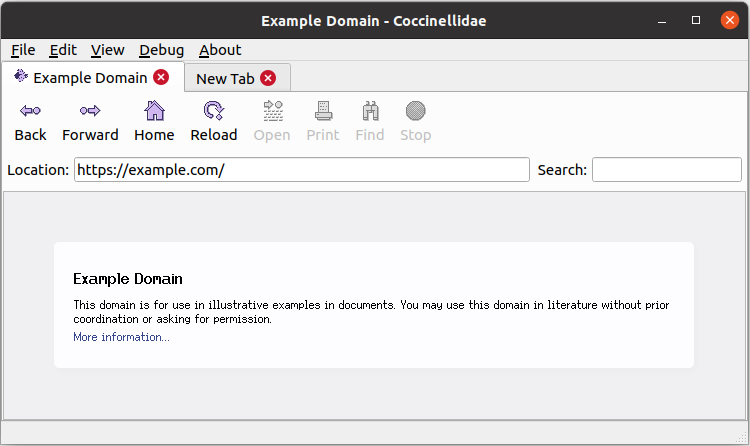 Example Domain - Coccinellidae
File Edit View Debug About
Example Domain New Tab
Back Forward Home Reload Open Print Find Stop
Location: https://example.com/ Search:
Example Domain
This domain is for use in illustrative examples in documents. You may use this domain in literature without prior
coordination or asking for permission.
More information...